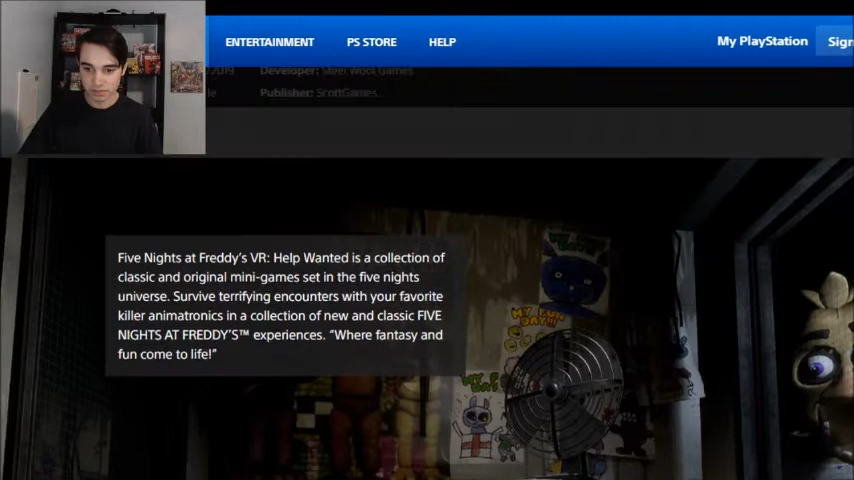 ENTERTAINMENT PS STORE HELP My PlayStation Sign
2019 Developer: Steel Wool Games
Publisher: ScottGames
Five Nights at Freddy's VR: Help Wanted is a collection of
classic and original mini-games set in the five nights
universe. Survive terrifying encounters with your favorite
killer animatronics in a collection of new and classic FIVE
NIGHTS AT FREDDY'S™ experiences. "Where fantasy and
fun come to life!"
MY FUN
DAY!!!